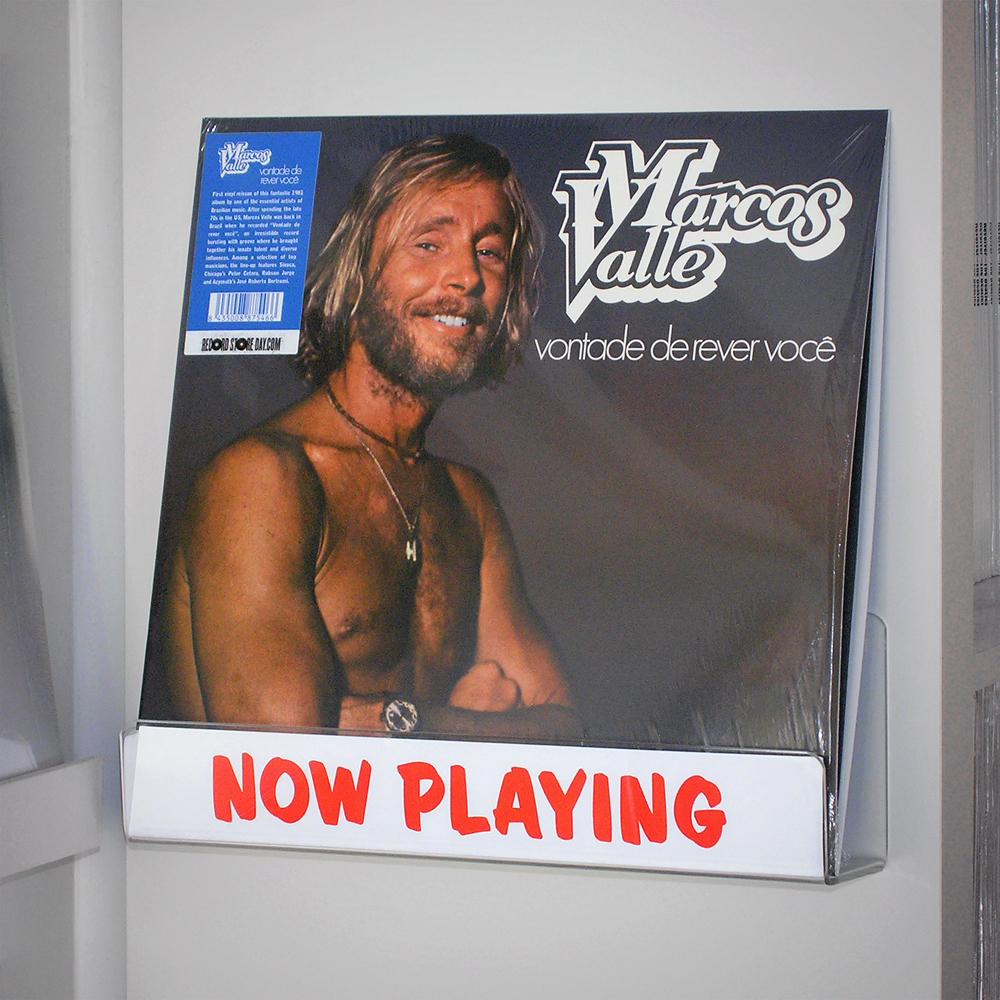 Marcos
Valle
vontade de
rever você
First vinyl reissue of this fantastic 1981
album by one of the essential artists of
Brazilian music. After spending the late
70s in the US, Marcos Valle was back in
Brazil when he recorded "Vontade de
rever você", an irresistible record
bursting with groove where he brought
together his innate talent and diverse
influences. Among a selection of top
musicians, the line-up features Sivuca,
Chicago's Peter Cetera, Robson Jorge
and Azymuth's José Roberto Bertrami.
8 435008 873466
RECORD STORE DAY.COM
Marcos
Valle
vontade de rever você
NOW PLAYING